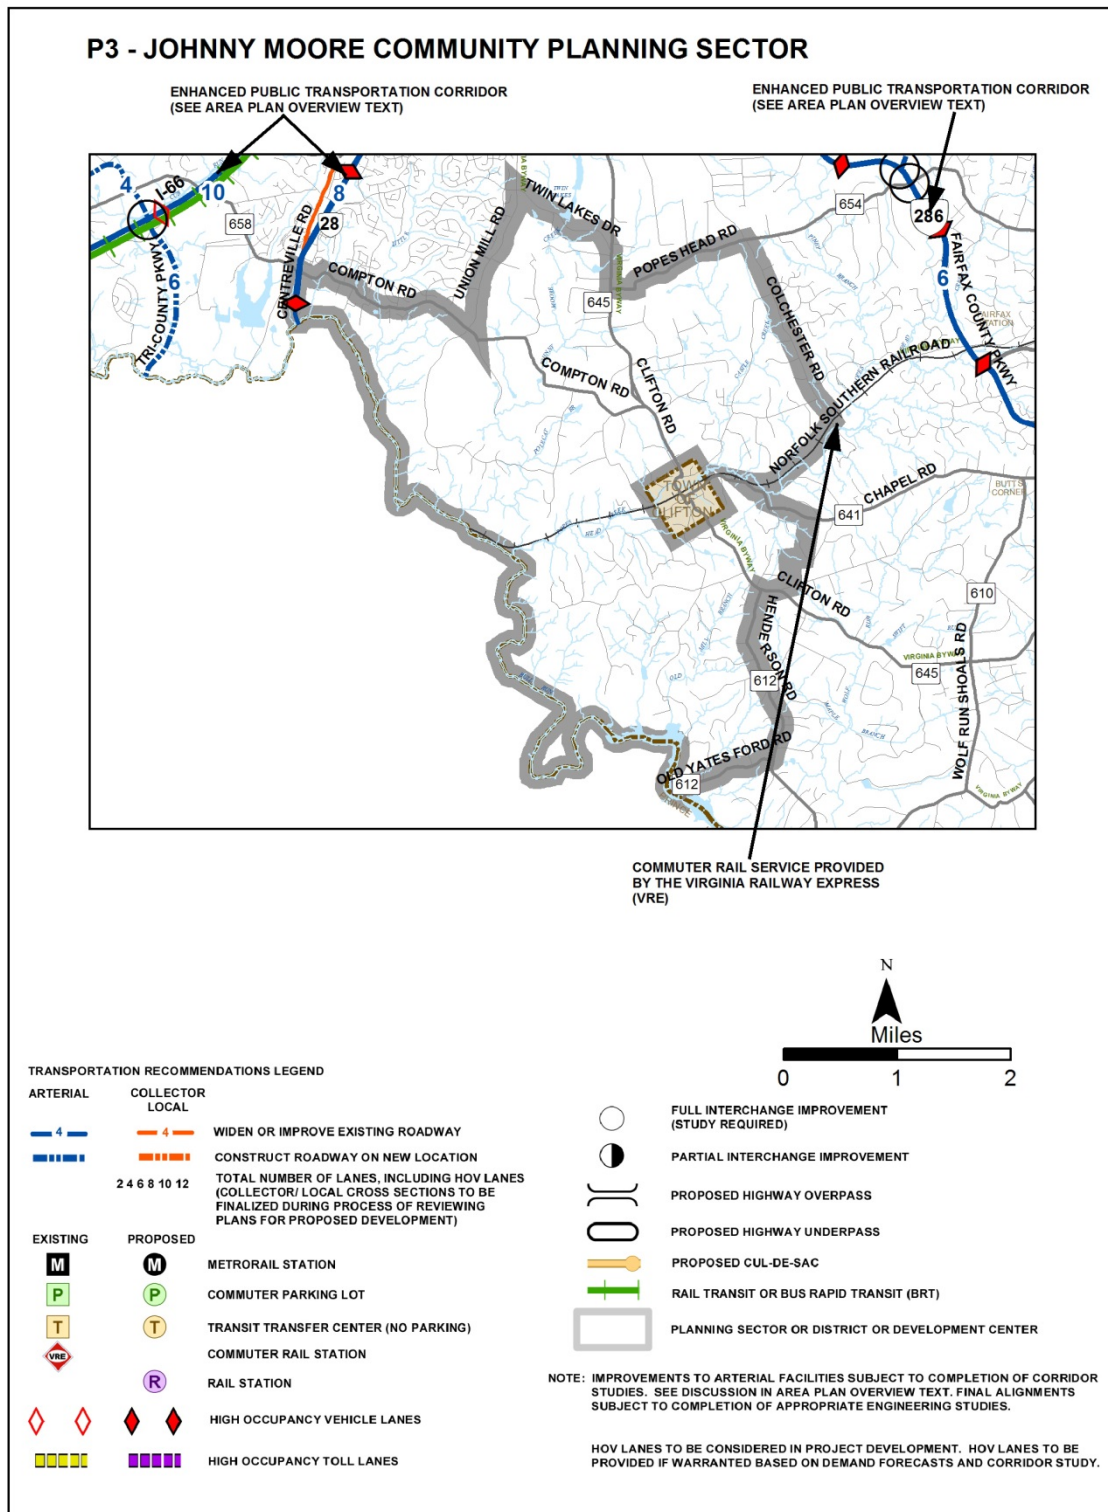 P3 - JOHNNY MOORE COMMUNITY PLANNING SECTOR
ENHANCED PUBLIC TRANSPORTATION CORRIDOR
(SEE AREA PLAN OVERVIEW TEXT)
ENHANCED PUBLIC TRANSPORTATION CORRIDOR
(SEE AREA PLAN OVERVIEW TEXT)
4
I-66
10
658
TRI-COUNTY PKWY
6
CENTREVILLE RD
8
28
COMPTON RD
UNION MILL RD
TWIN LAKES DR
VIRGINIA BYWAY
645
POPES HEAD RD
654
286
FAIRFAX COUNTY PKWY
6
FAIRFAX
STATION
COLCHESTER RD
NORFOLK SOUTHERN RAILROAD
COMPTON RD
CLIFTON RD
TOWN
OF
CLIFTON
CHAPEL RD
641
BUTTS
CORNER
VIRGINIA BYWAY
CLIFTON RD
HENDERSON RD
612
610
VIRGINIA BYWAY
645
WOLF RUN SHOALS RD
OLD YATES FORD RD
612
VIRGINIA BYWAY
COMMUTER RAIL SERVICE PROVIDED
BY THE VIRGINIA RAILWAY EXPRESS
(VRE)
N
Miles
0 1 2
TRANSPORTATION RECOMMENDATIONS LEGEND
ARTERIAL COLLECTOR
LOCAL
4 4 WIDEN OR IMPROVE EXISTING ROADWAY
CONSTRUCT ROADWAY ON NEW LOCATION
2 4 6 8 10 12 TOTAL NUMBER OF LANES, INCLUDING HOV LANES
(COLLECTOR/ LOCAL CROSS SECTIONS TO BE
FINALIZED DURING PROCESS OF REVIEWING
PLANS FOR PROPOSED DEVELOPMENT)
EXISTING PROPOSED
M M METRORAIL STATION
P P COMMUTER PARKING LOT
T T TRANSIT TRANSFER CENTER (NO PARKING)
VRE COMMUTER RAIL STATION
R RAIL STATION
HIGH OCCUPANCY VEHICLE LANES
HIGH OCCUPANCY TOLL LANES
FULL INTERCHANGE IMPROVEMENT
(STUDY REQUIRED)
PARTIAL INTERCHANGE IMPROVEMENT
PROPOSED HIGHWAY OVERPASS
PROPOSED HIGHWAY UNDERPASS
PROPOSED CUL-DE-SAC
RAIL TRANSIT OR BUS RAPID TRANSIT (BRT)
PLANNING SECTOR OR DISTRICT OR DEVELOPMENT CENTER
NOTE: IMPROVEMENTS TO ARTERIAL FACILITIES SUBJECT TO COMPLETION OF CORRIDOR
STUDIES. SEE DISCUSSION IN AREA PLAN OVERVIEW TEXT. FINAL ALIGNMENTS
SUBJECT TO COMPLETION OF APPROPRIATE ENGINEERING STUDIES.
HOV LANES TO BE CONSIDERED IN PROJECT DEVELOPMENT. HOV LANES TO BE
PROVIDED IF WARRANTED BASED ON DEMAND FORECASTS AND CORRIDOR STUDY.